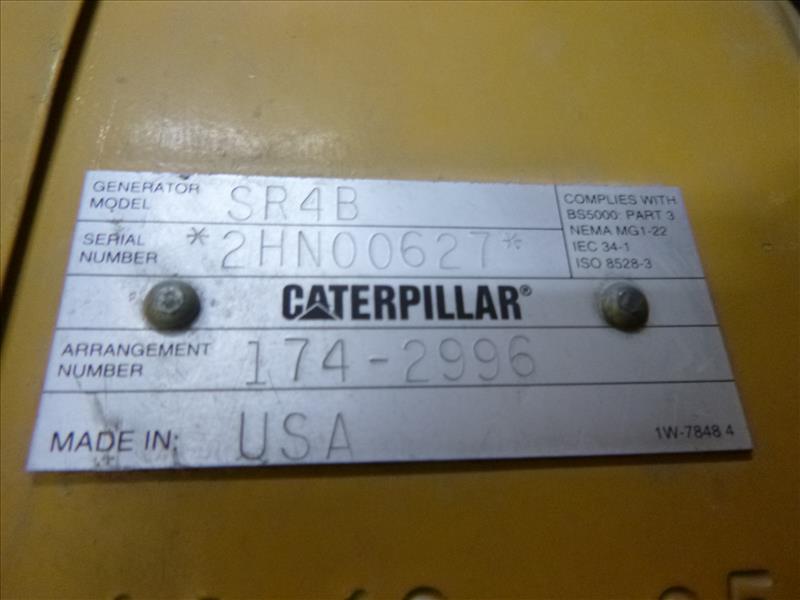 GENERATOR MODEL SR4B
SERIAL NUMBER *2HN00627*
COMPLIES WITH
BS5000: PART 3
NEMA MG1-22
IEC 34-1
ISO 8528-3
CATERPILLAR®
ARRANGEMENT NUMBER 174-2996
MADE IN: USA
1W-7848 4